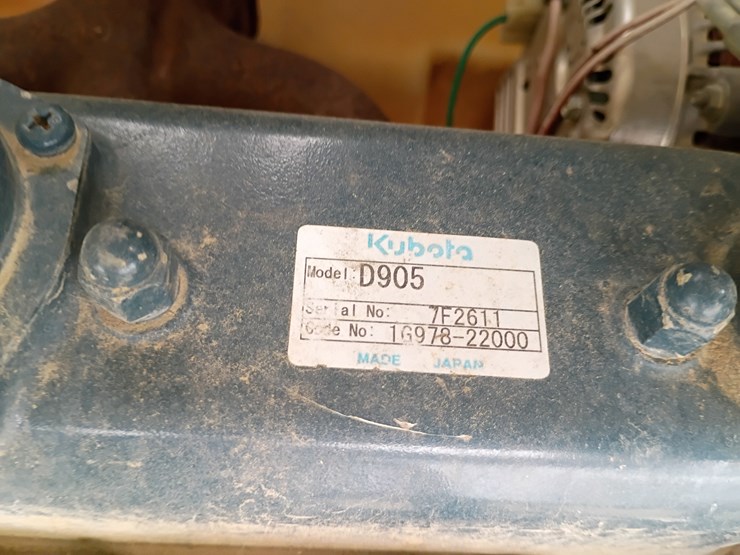 Kubota
Model: D905
Serial No: 7F2611
Code No: 1G978-22000
MADE JAPAN